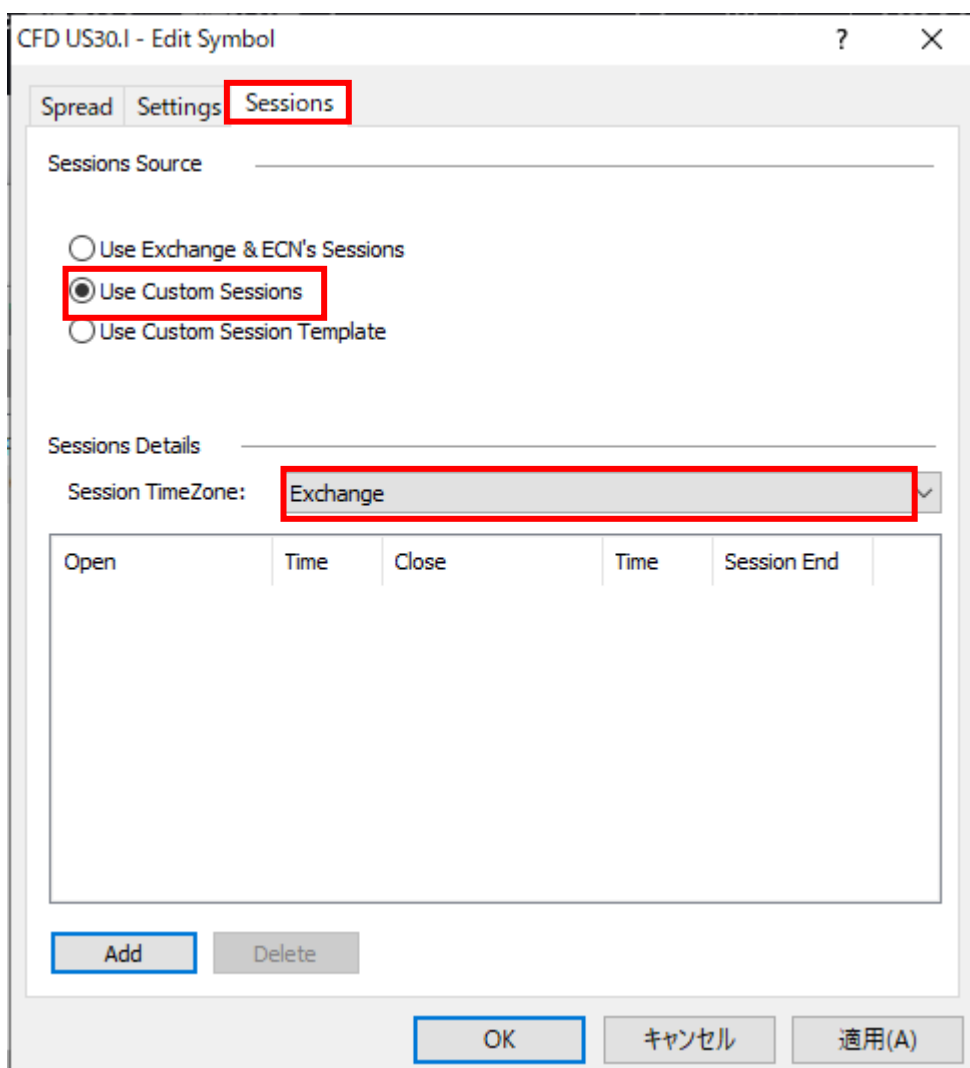 CFD US30.I - Edit Symbol ? ×
Spread Settings Sessions
Sessions Source
Use Exchange & ECN's Sessions
Use Custom Sessions
Use Custom Session Template
Sessions Details
Session TimeZone: Exchange
Open Time Close Time Session End
Add Delete
OK キャンセル 適用(A)